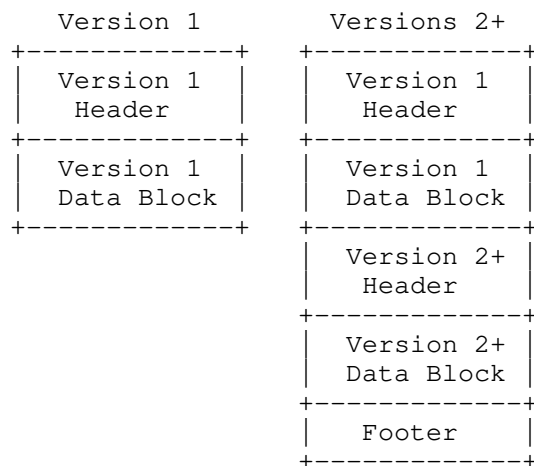 Version 1 Versions 2+
Version 1 Version 1
Header Header
Version 1 Version 1
Data Block Data Block
Version 2+
Header
Version 2+
Data Block
Footer